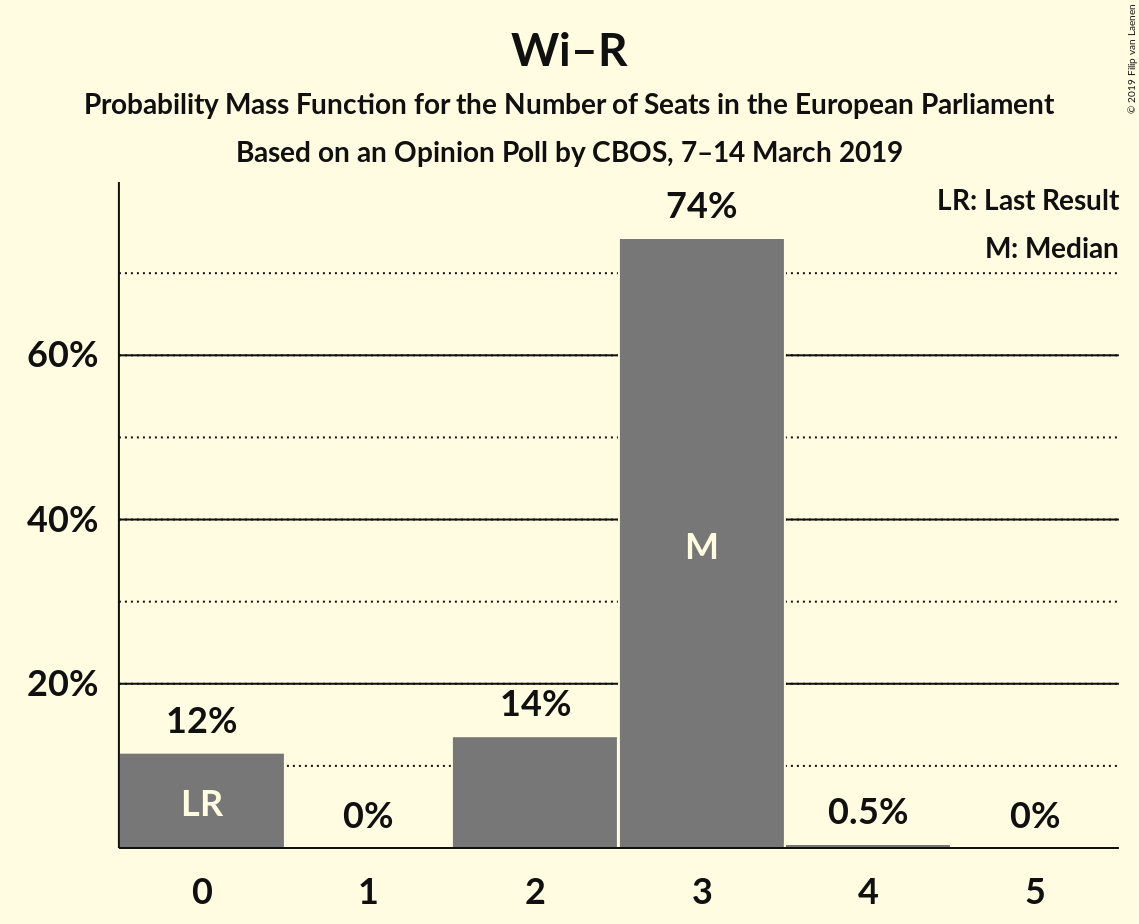 Wi–R
Probability Mass Function for the Number of Seats in the European Parliament
Based on an Opinion Poll by CBOS, 7–14 March 2019
© 2019 Filip van Laenen
LR: Last Result
M: Median
74%
60%
40%
20%
12%
0%
14%
0.5%
0%
LR
M
0
1
2
3
4
5